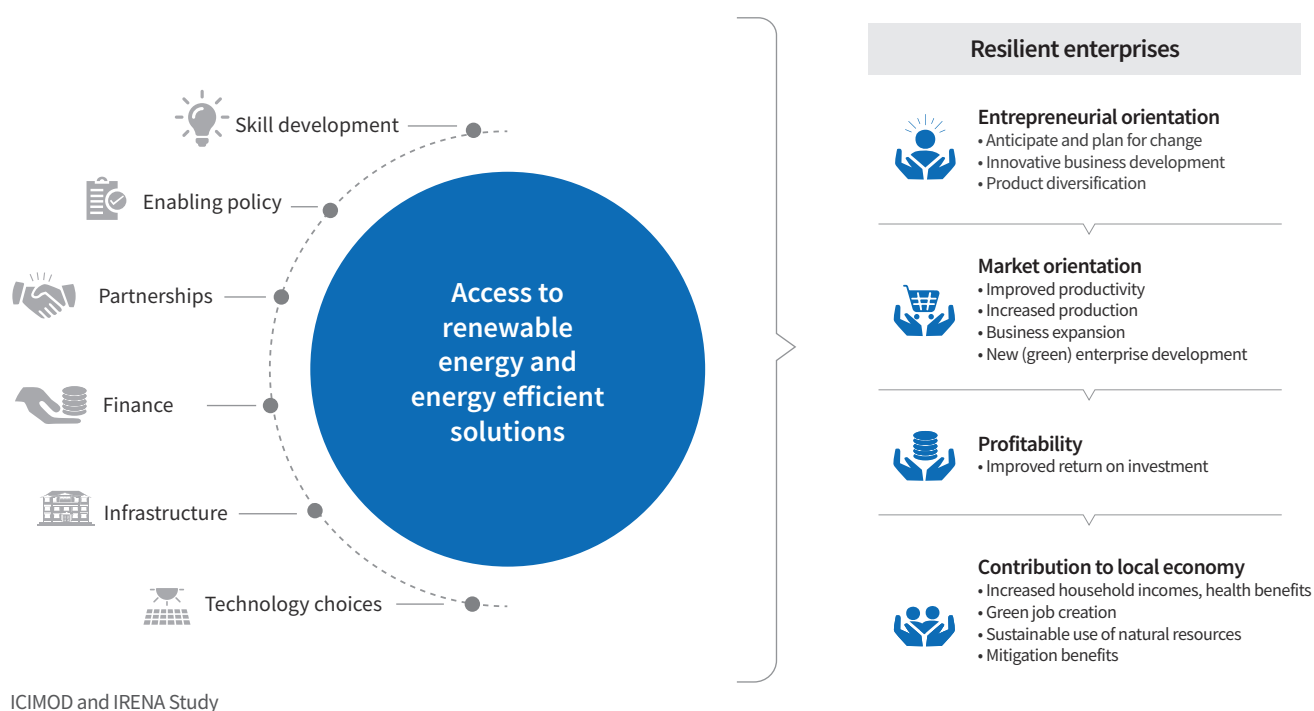 Skill development
Enabling policy
Partnerships
Finance
Infrastructure
Technology choices
Access to
renewable
energy and
energy efficient
solutions
Resilient enterprises
Entrepreneurial orientation
• Anticipate and plan for change
• Innovative business development
• Product diversification
Market orientation
• Improved productivity
• Increased production
• Business expansion
• New (green) enterprise development
Profitability
• Improved return on investment
Contribution to local economy
• Increased household incomes, health benefits
• Green job creation
• Sustainable use of natural resources
• Mitigation benefits
ICIMOD and IRENA Study